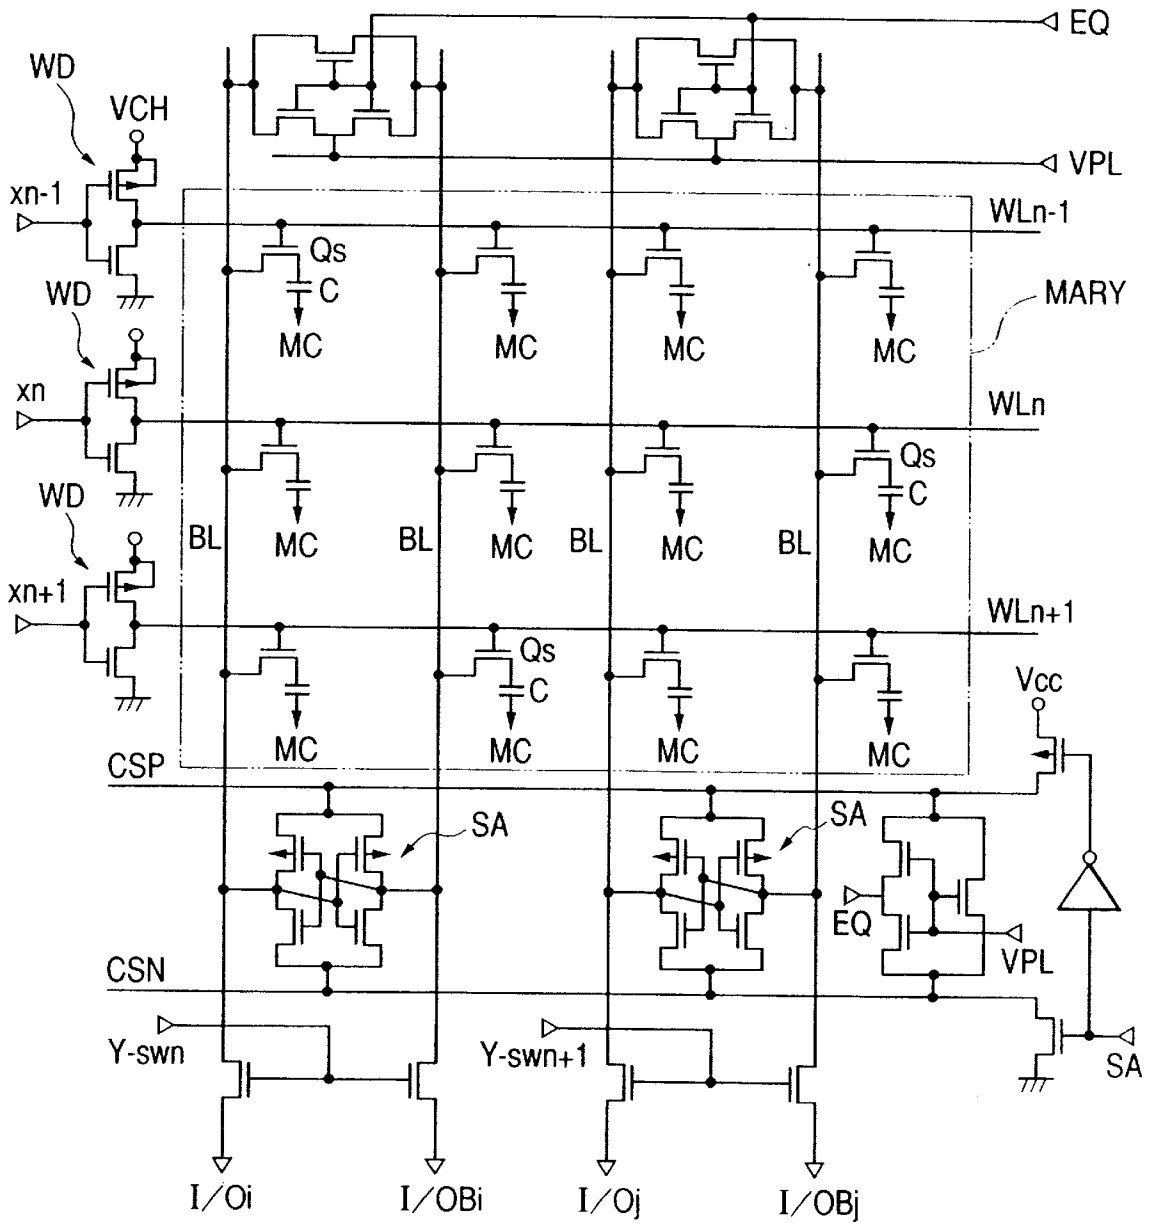 EQ
WD
VCH
VPL
xn-1
WLn-1
Qs
C
WD
MARY
MC MC MC MC
xn
WLn
Qs
WD
C
BL MC BL MC BL MC BL MC
xn+1
WLn+1
Qs
C
Vcc
MC MC MC MC
CSP
SA SA
EQ
CSN
VPL
Y-swn Y-swn+1
SA
I/Oi I/OBi I/Oj I/OBj